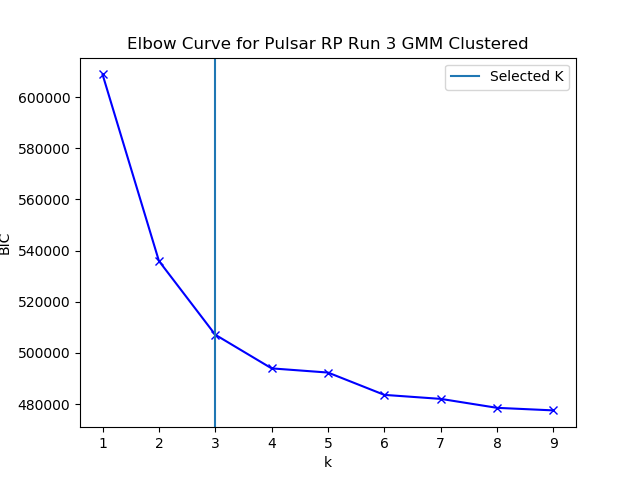 Elbow Curve for Pulsar RP Run 3 GMM Clustered
Selected K
600000
580000
560000
540000
520000
500000
480000
BIC
1 2 3 4 5 6 7 8 9
k